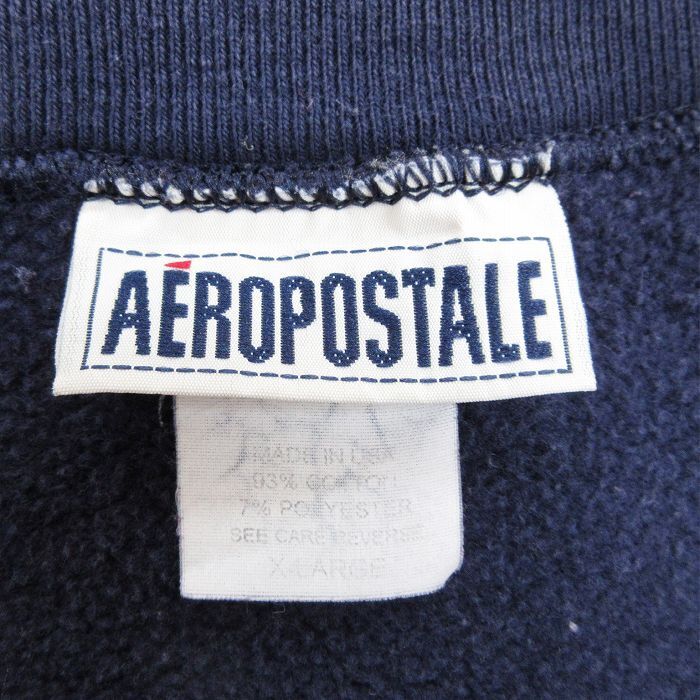 AÉROPOSTALE
MADE IN USA
93% COTTON
7% POLYESTER
SEE CARE REVERSE
X-LARGE